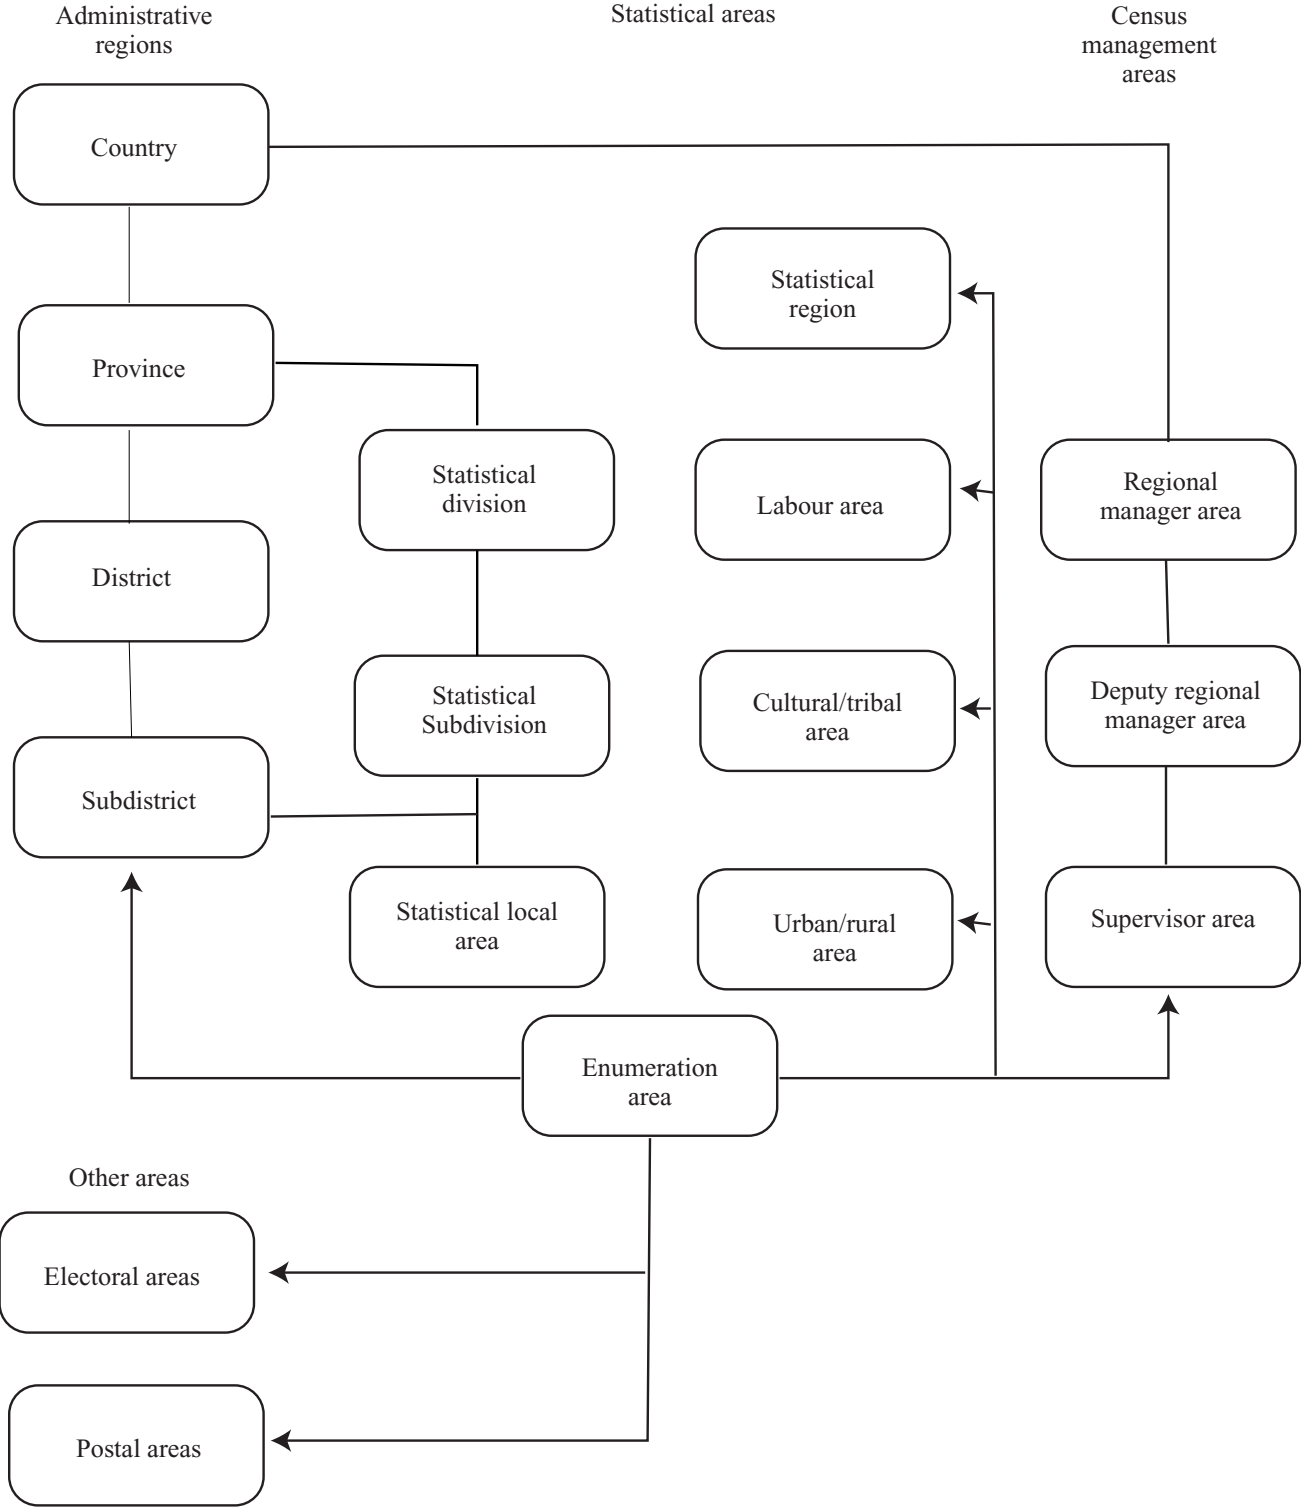 Administrative
regions
Statistical areas
Census
management
areas
Country
Statistical
region
Province
Statistical
division
Labour area
Regional
manager area
District
Statistical
Subdivision
Cultural/tribal
area
Deputy regional
manager area
Subdistrict
Statistical local
area
Urban/rural
area
Supervisor area
Enumeration
area
Other areas
Electoral areas
Postal areas